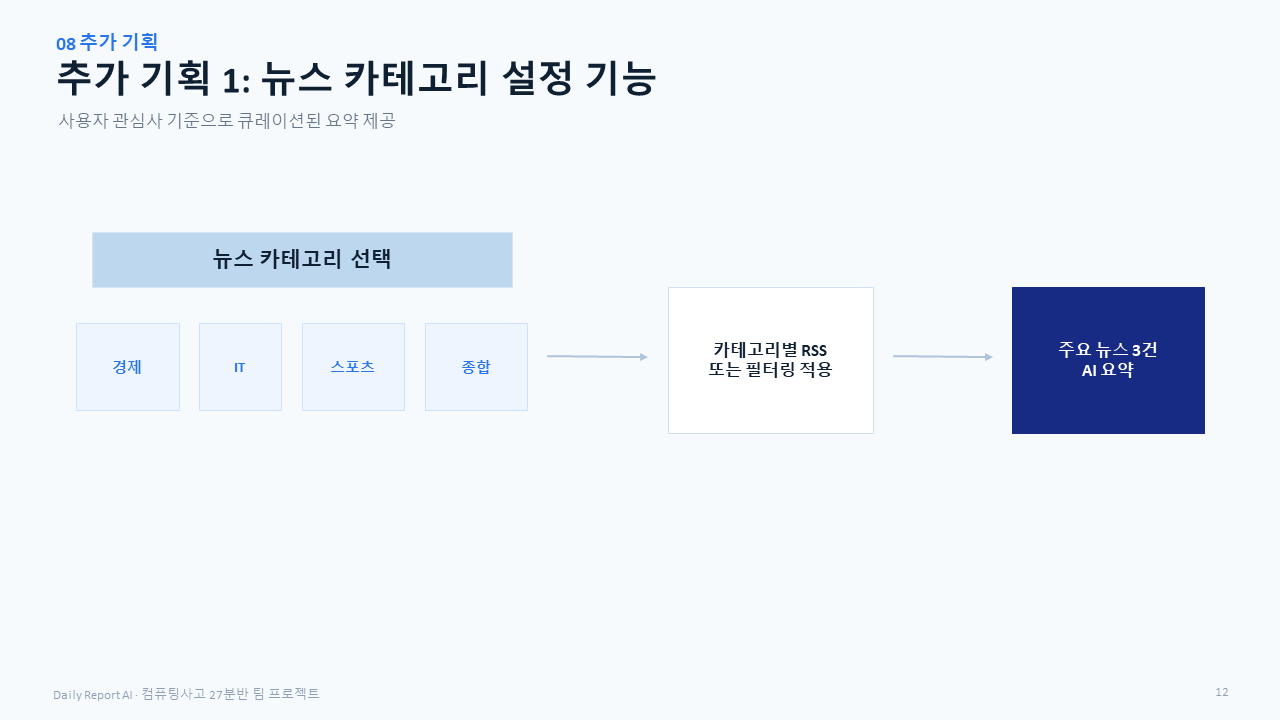 08 추가 기획
추가 기획 1: 뉴스 카테고리 설정 기능
사용자 관심사 기준으로 큐레이션된 요약 제공
뉴스 카테고리 선택
경제
IT
스포츠
종합
카테고리별 RSS
또는 필터링 적용
주요 뉴스 3건
AI 요약
Daily Report AI · 컴퓨팅사고 27분반 팀 프로젝트
12